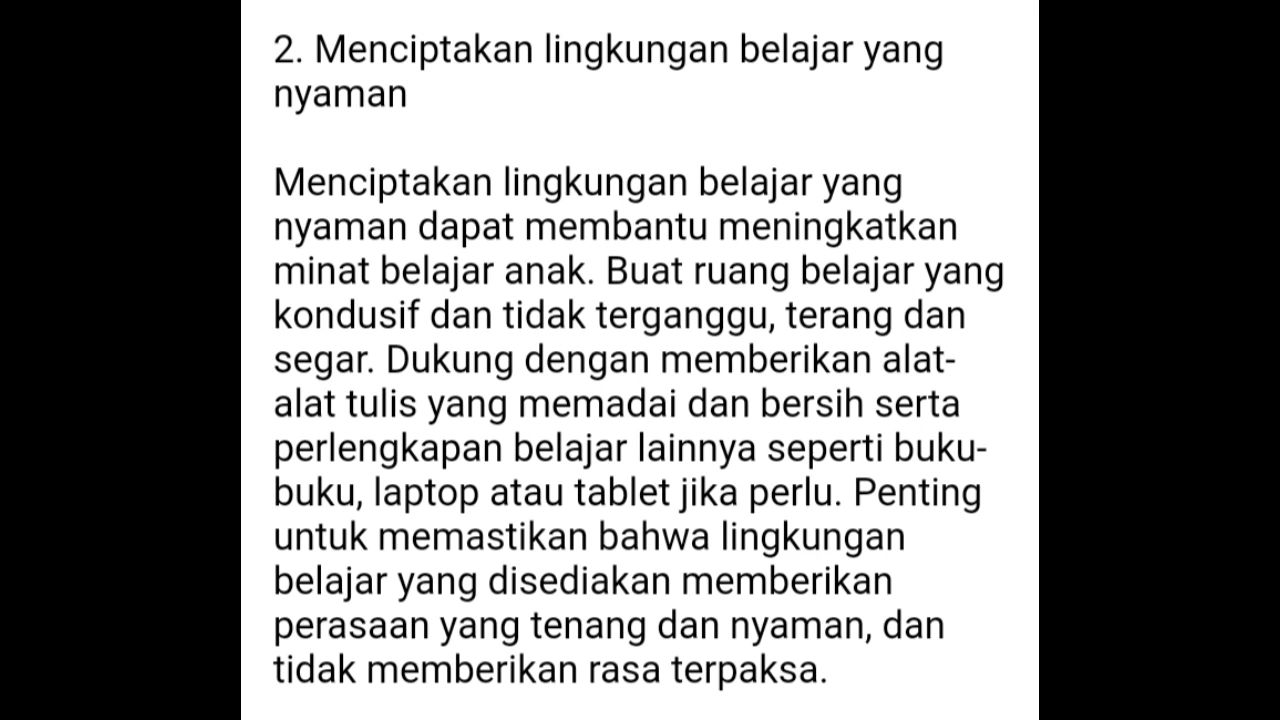 2. Menciptakan lingkungan belajar yang
nyaman
Menciptakan lingkungan belajar yang
nyaman dapat membantu meningkatkan
minat belajar anak. Buat ruang belajar yang
kondusif dan tidak terganggu, terang dan
segar. Dukung dengan memberikan alat-
alat tulis yang memadai dan bersih serta
perlengkapan belajar lainnya seperti buku-
buku, laptop atau tablet jika perlu. Penting
untuk memastikan bahwa lingkungan
belajar yang disediakan memberikan
perasaan yang tenang dan nyaman, dan
tidak memberikan rasa terpaksa.